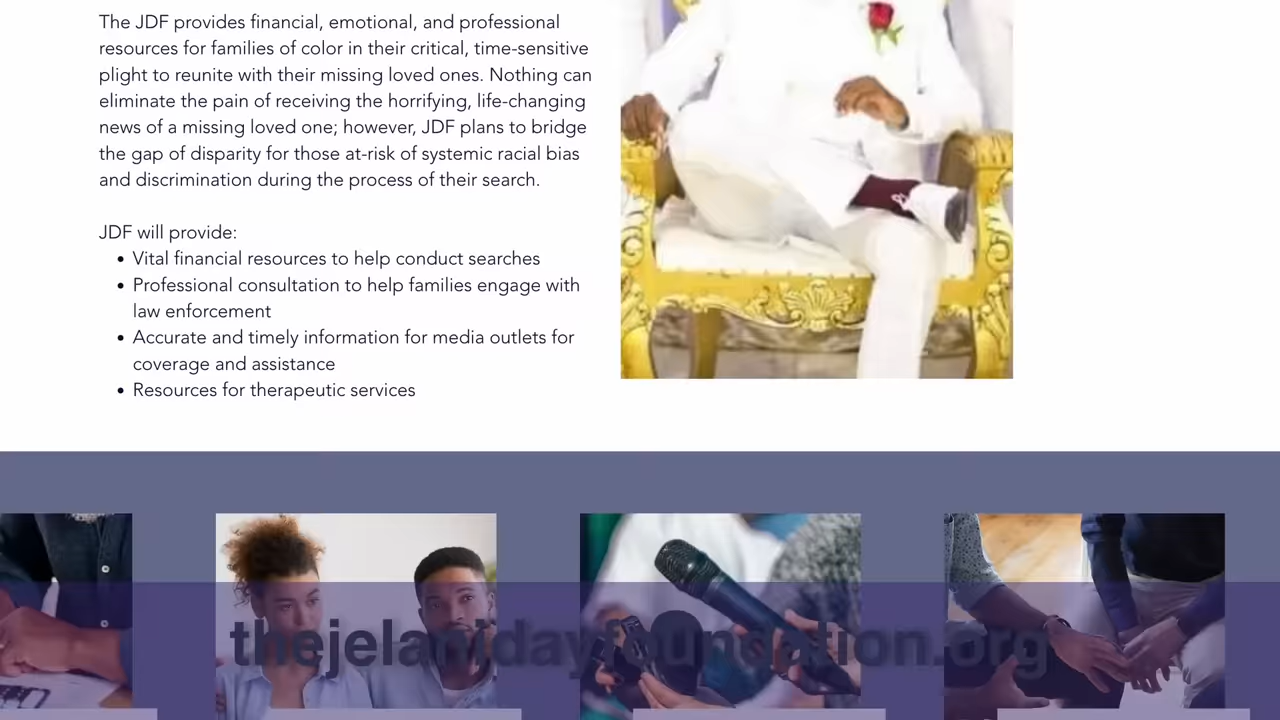 The JDF provides financial, emotional, and professional
resources for families of color in their critical, time-sensitive
plight to reunite with their missing loved ones. Nothing can
eliminate the pain of receiving the horrifying, life-changing
news of a missing loved one; however, JDF plans to bridge
the gap of disparity for those at-risk of systemic racial bias
and discrimination during the process of their search.
JDF will provide:
• Vital financial resources to help conduct searches
• Professional consultation to help families engage with
law enforcement
• Accurate and timely information for media outlets for
coverage and assistance
• Resources for therapeutic services
thejelanidayfoundation.org